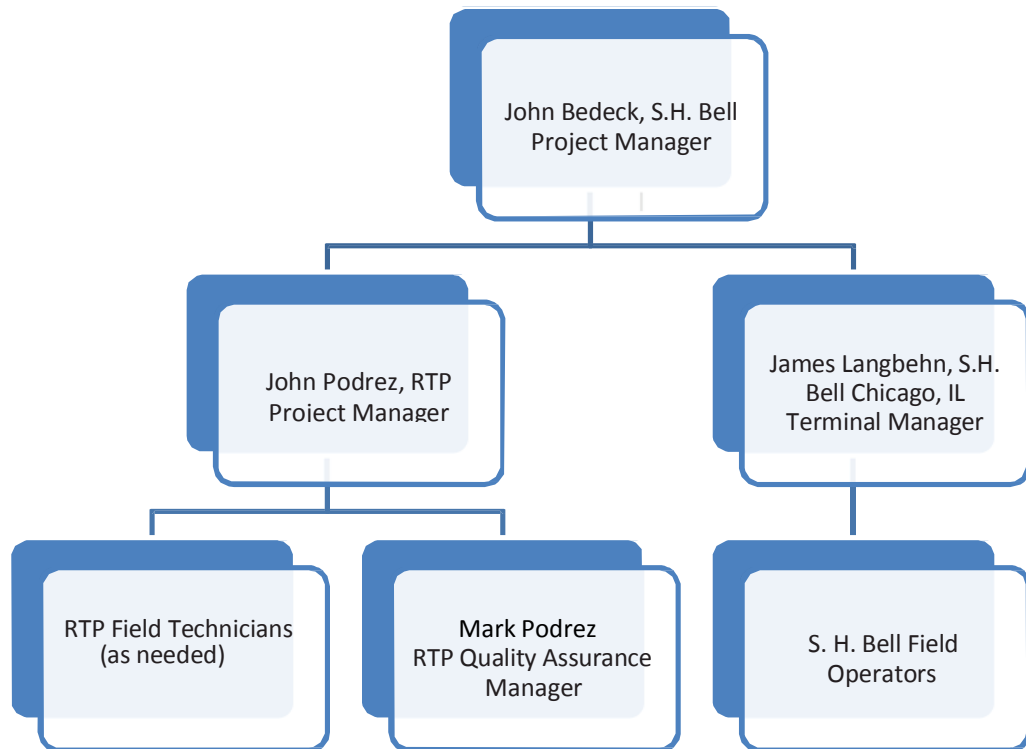 John Bedeck, S.H. Bell
Project Manager
John Podrez, RTP
Project Manager
James Langbehn, S.H.
Bell Chicago, IL
Terminal Manager
RTP Field Technicians
(as needed)
Mark Podrez
RTP Quality Assurance
Manager
S. H. Bell Field
Operators